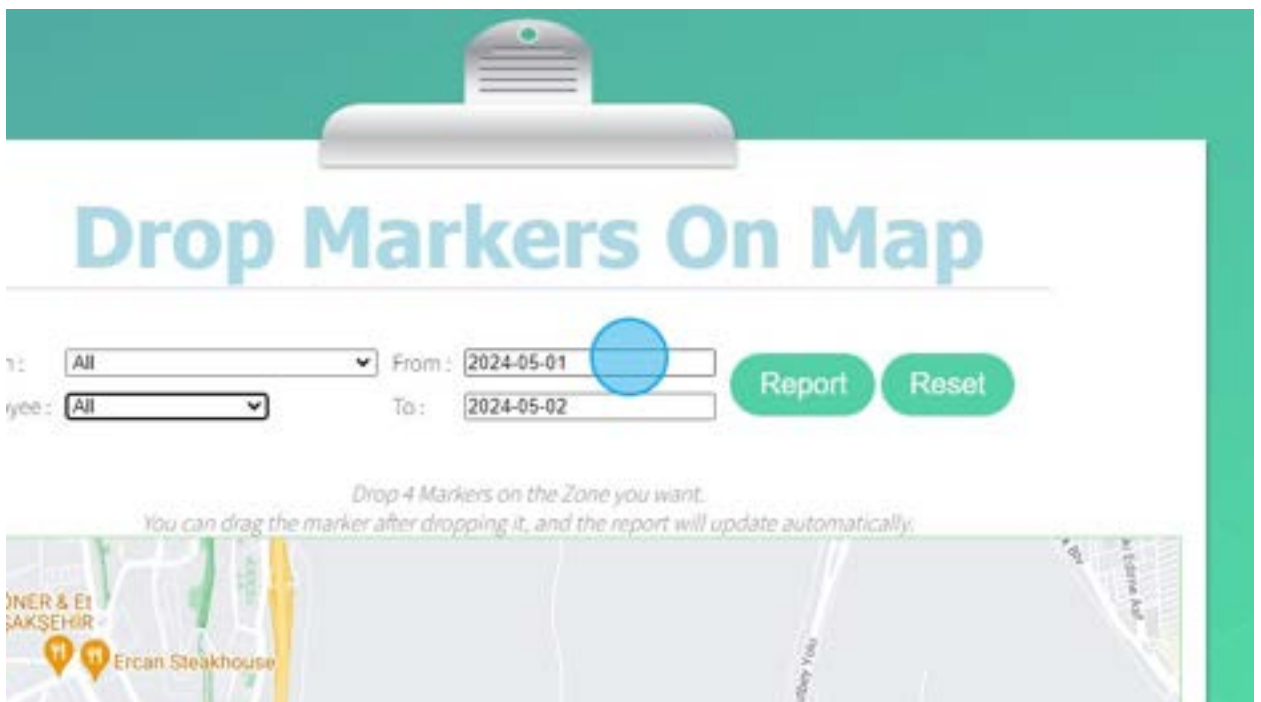 Drop Markers On Map
All From : 2024-05-01
Report Reset
yee : All To : 2024-05-02
Drop 4 Markers on the Zone you want.
You can drag the marker after dropping it, and the report will update automatically.
NER & Et
AKŞEHİR
Ercan Steakhouse
Yolu